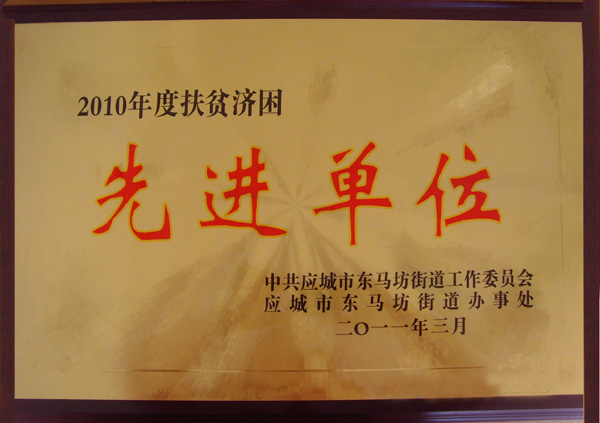 2010年度扶贫济困
先进单位
中共应城市东马坊街道工作委员会
应城市东马坊街道办事处
二〇一一年三月